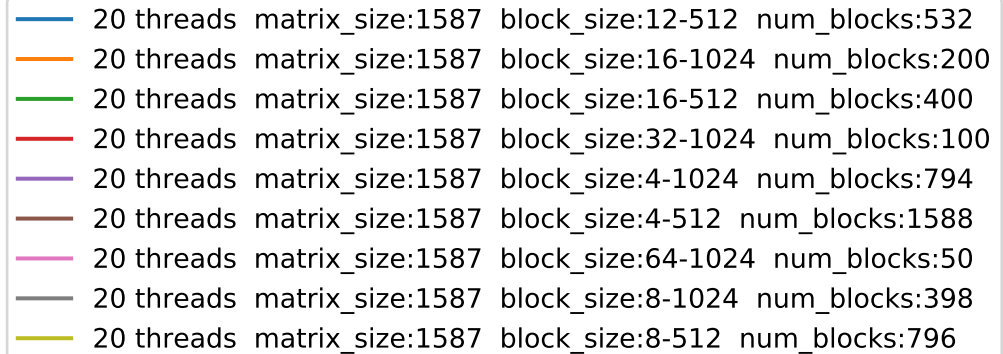 20 threads matrix_size:1587 block_size:12-512 num_blocks:532
20 threads matrix_size:1587 block_size:16-1024 num_blocks:200
20 threads matrix_size:1587 block_size:16-512 num_blocks:400
20 threads matrix_size:1587 block_size:32-1024 num_blocks:100
20 threads matrix_size:1587 block_size:4-1024 num_blocks:794
20 threads matrix_size:1587 block_size:4-512 num_blocks:1588
20 threads matrix_size:1587 block_size:64-1024 num_blocks:50
20 threads matrix_size:1587 block_size:8-1024 num_blocks:398
20 threads matrix_size:1587 block_size:8-512 num_blocks:796